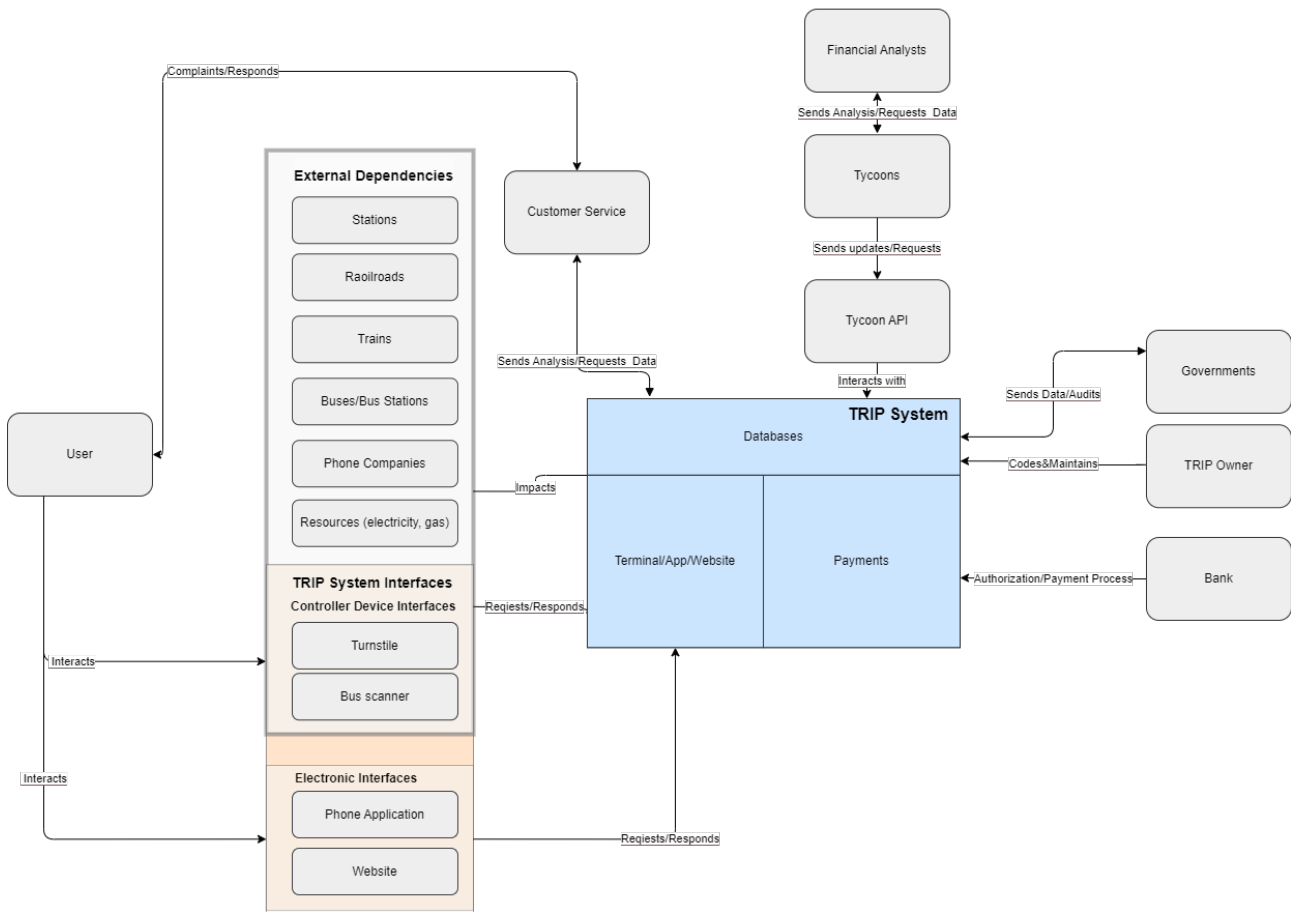 Financial Analysts
Complaints/Responds
Sends Analysis/Requests  Data
External Dependencies
Tycoons
Stations
Customer Service
Sends updates/Requests
Raoilroads
Tycoon API
Trains
Sends Analysis/Requests  Data
Interacts with
Governments
Buses/Bus Stations
Sends Data/Audits
TRIP System
Databases
User
Phone Companies
Codes&Maintains
TRIP Owner
Impacts
Resources (electricity, gas)
Terminal/App/Website
Payments
TRIP System Interfaces
Authorization/Payment Process
Bank
Controller Device Interfaces
Reqiests/Responds
Turnstile
Interacts
Bus scanner
Interacts
Electronic Interfaces
Phone Application
Reqiests/Responds
Website